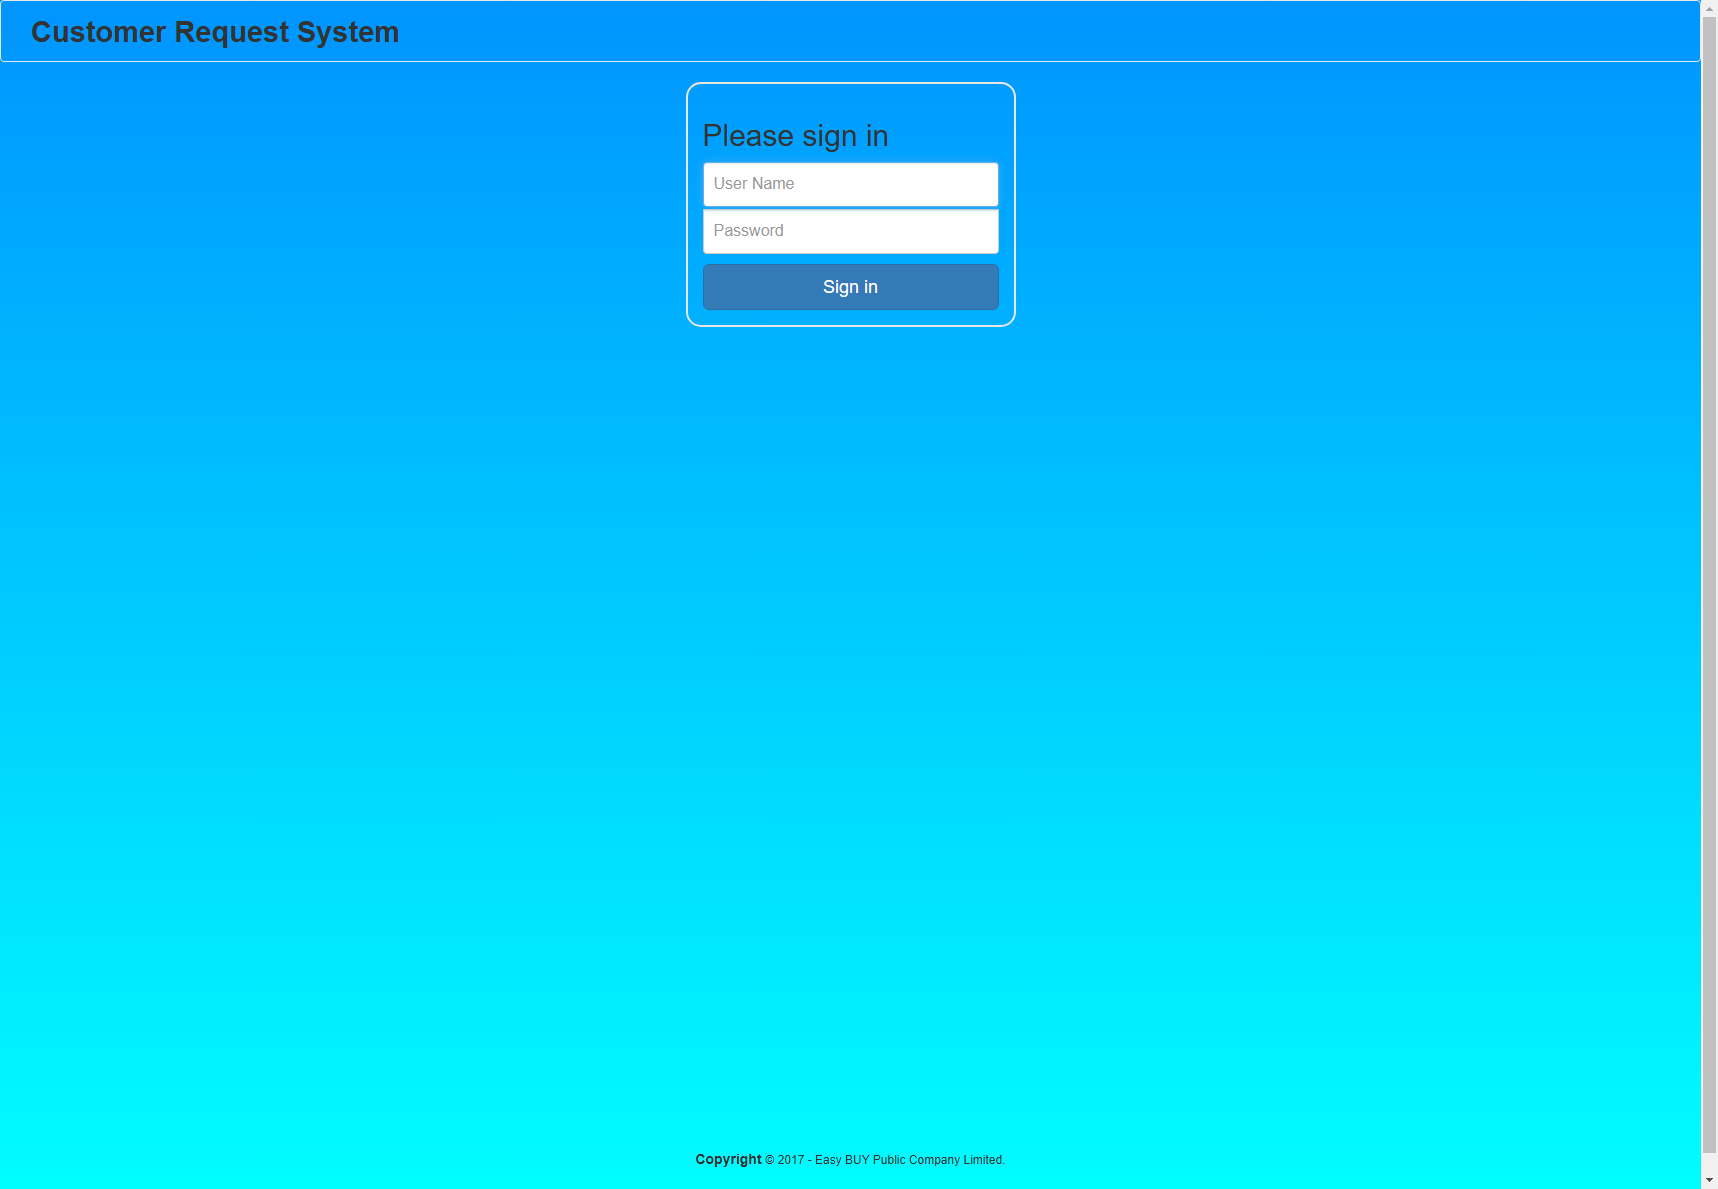 Customer Request System
Please sign in
User Name
Password
Sign in
Copyright © 2017 - Easy BUY Public Company Limited.